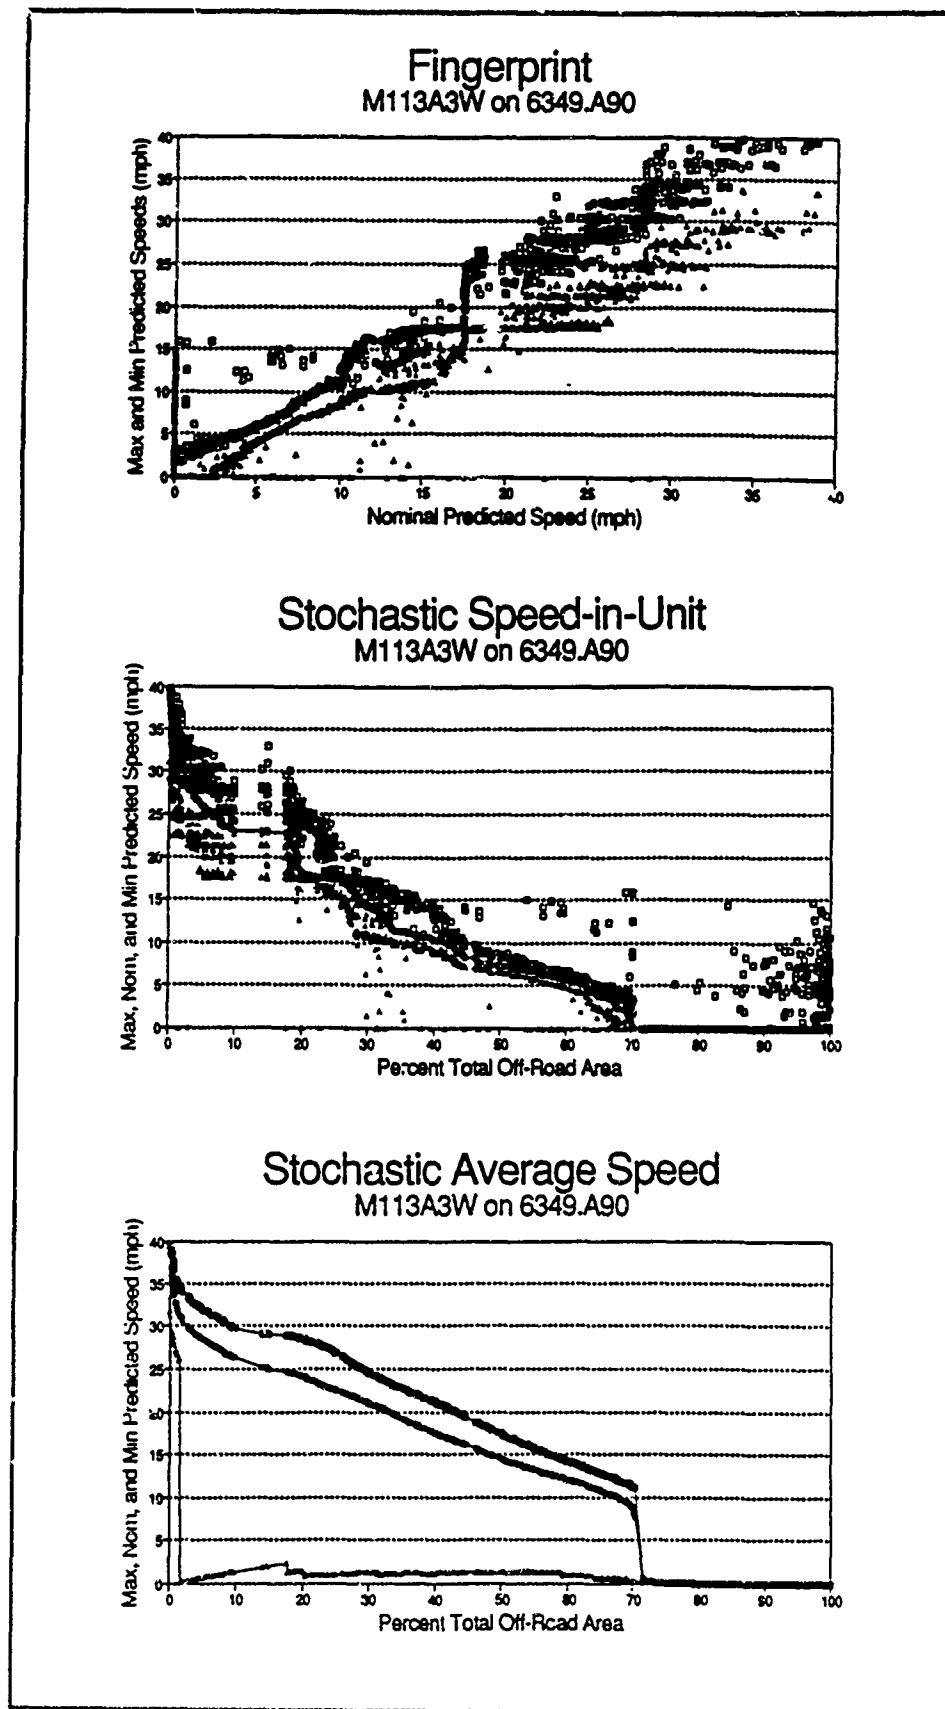 Fingerprint
M113A3W on 6349.A90
Max and Min Predicted Speeds (mph)
40
35
30
25
20
15
10
5
0
0 5 10 15 20 25 30 35 40
Nominal Predicted Speed (mph)
Stochastic Speed-in-Unit
M113A3W on 6349.A90
Max, Nom, and Min Predicted Speed (mph)
40
35
30
25
20
15
10
5
0
0 10 20 30 40 50 60 70 80 90 100
Percent Total Off-Road Area
Stochastic Average Speed
M113A3W on 6349.A90
Max, Nom, and Min Predicted Speed (mph)
40
35
30
25
20
15
10
5
0
0 10 20 30 40 50 60 70 80 90 100
Percent Total Off-Road Area